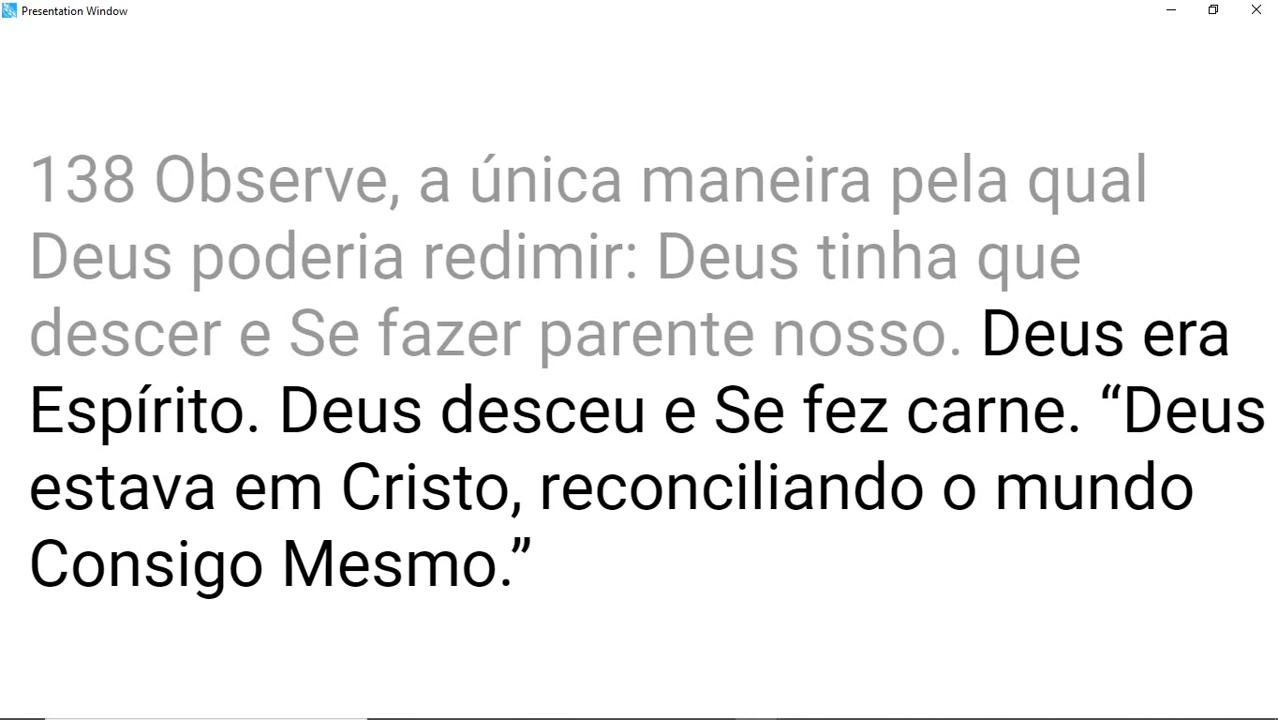 Presentation Window
138 Observe, a única maneira pela qual
Deus poderia redimir: Deus tinha que
descer e Se fazer parente nosso. Deus era
Espírito. Deus desceu e Se fez carne. “Deus
estava em Cristo, reconciliando o mundo
Consigo Mesmo.”